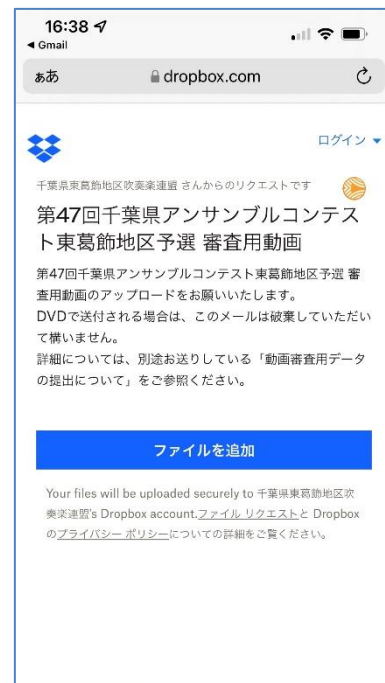 16:38
◀ Gmail
ぁあ dropbox.com
ログイン
千葉県東葛飾地区吹奏楽連盟 さんからのリクエストです
第47回千葉県アンサンブルコンテス
ト東葛飾地区予選 審査用動画
第47回千葉県アンサンブルコンテスト東葛飾地区予選 審
査用動画のアップロードをお願いいたします。
DVDで送付される場合は、このメールは破棄していただい
て構いません。
詳細については、別途お送りしている「動画審査用データ
の提出について」をご参照ください。
ファイルを追加
Your files will be uploaded securely to 千葉県東葛飾地区吹
奏楽連盟's Dropbox account.ファイル リクエストと Dropbox
のプライバシー ポリシーについての詳細をご覧ください。